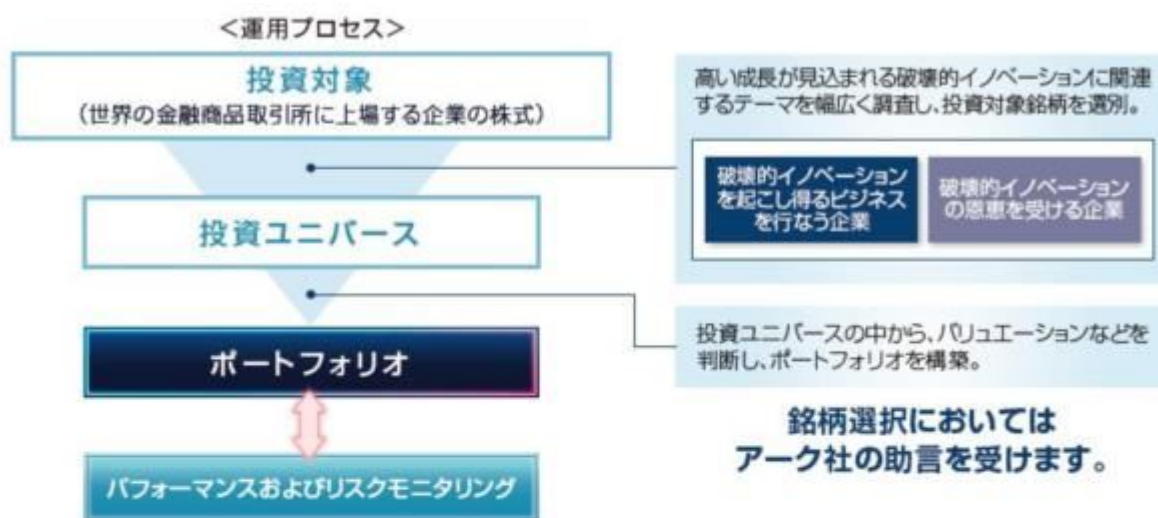 <運用プロセス>
投資対象
(世界の金融商品取引所に上場する企業の株式)
高い成長が見込まれる破壊的イノベーションに関連
するテーマを幅広く調査し、投資対象銘柄を選別。
破壊的イノベーション
を起こし得るビジネス
を行なう企業
破壊的イノベーション
の恩恵を受ける企業
投資ユニバース
投資ユニバースの中から、バリュエーションなどを
判断し、ポートフォリオを構築。
ポートフォリオ
銘柄選択においては
アーク社の助言を受けます。
パフォーマンスおよびリスクモニタリング